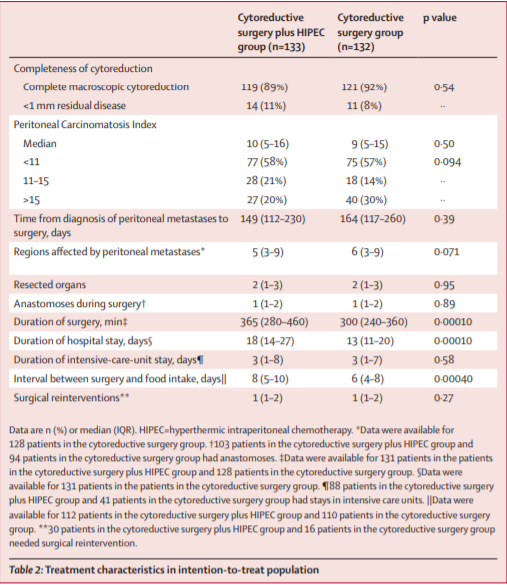 Cytoreductive surgery plus HIPEC group (n=133) Cytoreductive surgery group (n=132) p value
Completeness of cytoreduction
Complete macroscopic cytoreduction 119 (89%) 121 (92%) 0·54
<1 mm residual disease 14 (11%) 11 (8%) ··
Peritoneal Carcinomatosis Index
Median 10 (5–16) 9 (5–15) 0·50
<11 77 (58%) 75 (57%) 0·094
11–15 28 (21%) 18 (14%) ··
>15 27 (20%) 40 (30%) ··
Time from diagnosis of peritoneal metastases to surgery, days 149 (112–230) 164 (117–260) 0·39
Regions affected by peritoneal metastases* 5 (3–9) 6 (3–9) 0·071
Resected organs 2 (1–3) 2 (1–3) 0·95
Anastomoses during surgery† 1 (1–2) 1 (1–2) 0·89
Duration of surgery, min‡ 365 (280–460) 300 (240–360) 0·00010
Duration of hospital stay, days§ 18 (14–27) 13 (11–20) 0·00010
Duration of intensive-care-unit stay, days¶ 3 (1–8) 3 (1–7) 0·58
Interval between surgery and food intake, days|| 8 (5–10) 6 (4–8) 0·00040
Surgical reinterventions** 1 (1–2) 1 (1–2) 0·27
Data are n (%) or median (IQR). HIPEC=hyperthermic intraperitoneal chemotherapy. *Data were available for
128 patients in the cytoreductive surgery group. †103 patients in the cytoreductive surgery plus HIPEC group and
94 patients in the cytoreductive surgery group had anastomoses. ‡Data were available for 131 patients in the patients
in the cytoreductive surgery plus HIPEC group and 128 patients in the cytoreductive surgery group. §Data were
available for 131 patients in the patients in the cytoreductive surgery group. ¶88 patients in the cytoreductive surgery
plus HIPEC group and 41 patients in the cytoreductive surgery group had stays in intensive care units. ||Data were
available for 112 patients in the cytoreductive surgery plus HIPEC group and 110 patients in the cytoreductive surgery
group. **30 patients in the cytoreductive surgery plus HIPEC group and 16 patients in the cytoreductive surgery group
needed surgical reintervention.
Table 2: Treatment characteristics in intention-to-treat population